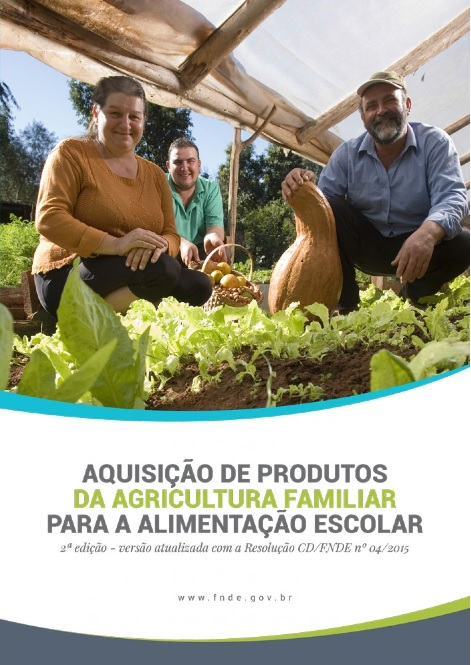 AQUISIÇÃO DE PRODUTOS
DA AGRICULTURA FAMILIAR
PARA A ALIMENTAÇÃO ESCOLAR
2ª edição - versão atualizada com a Resolução CD/FNDE nº 04/2015
www.fnde.gov.br